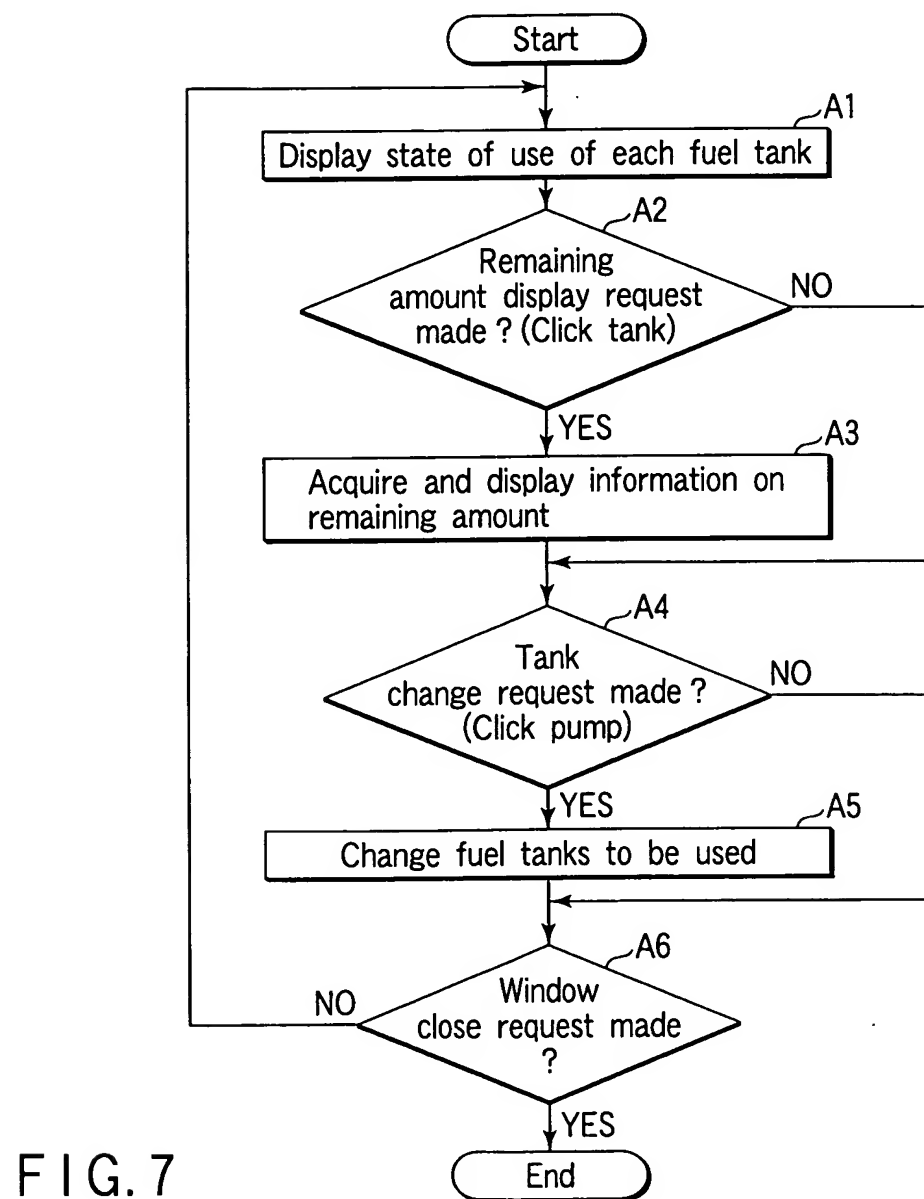 Start
A1
Display state of use of each fuel tank
A2
Remaining
amount display request
made ? (Click tank)
NO
YES
A3
Acquire and display information on
remaining amount
A4
Tank
change request made ?
(Click pump)
NO
YES
A5
Change fuel tanks to be used
A6
Window
close request made
?
NO
YES
End
FIG. 7